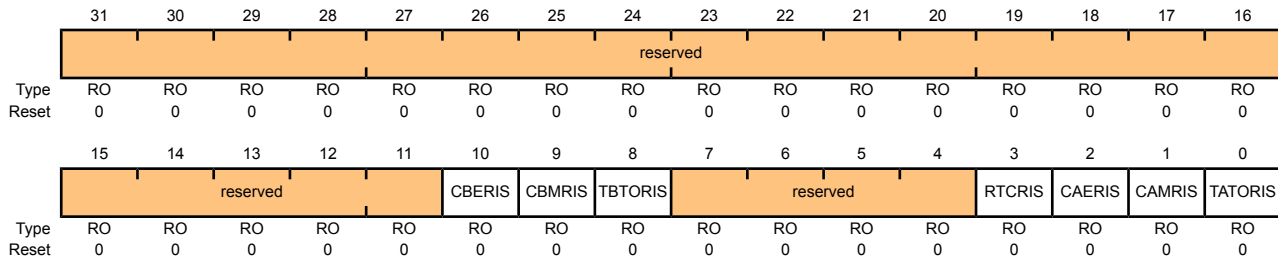 31 30 29 28 27 26 25 24 23 22 21 20 19 18 17 16
reserved
Type RO RO RO RO RO RO RO RO RO RO RO RO RO RO RO RO
Reset 0 0 0 0 0 0 0 0 0 0 0 0 0 0 0 0
15 14 13 12 11 10 9 8 7 6 5 4 3 2 1 0
reserved CBERIS CBMRIS TBTORIS reserved RTCRIS CAERIS CAMRIS TATORIS
Type RO RO RO RO RO RO RO RO RO RO RO RO RO RO RO RO
Reset 0 0 0 0 0 0 0 0 0 0 0 0 0 0 0 0